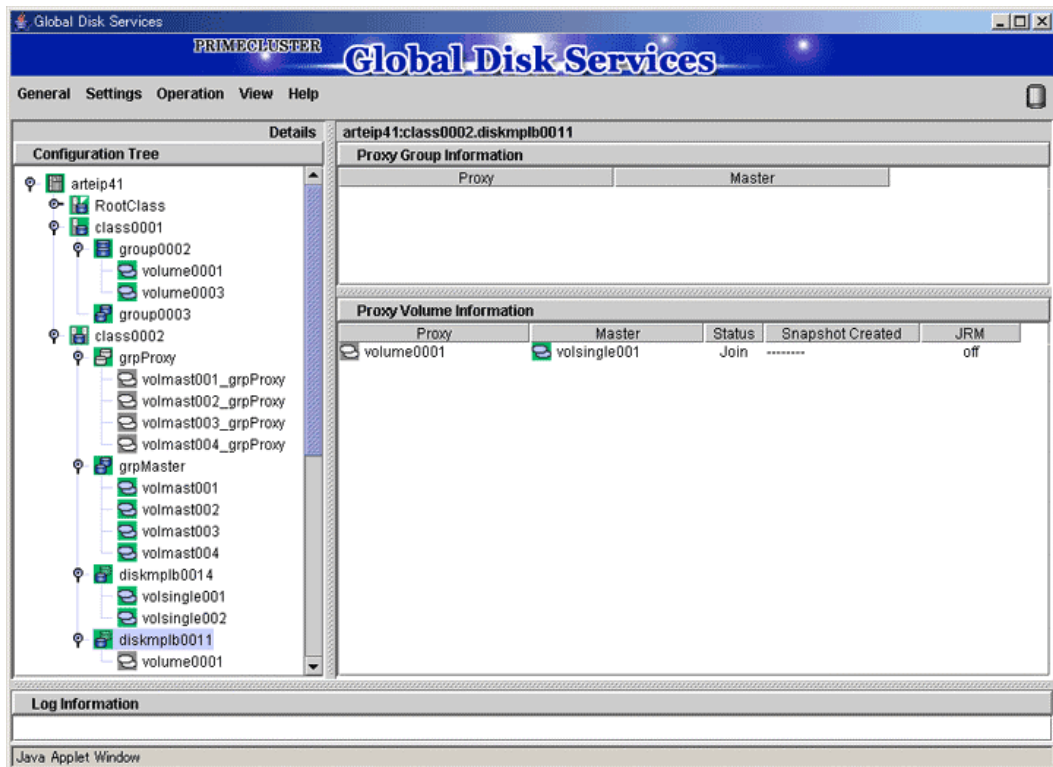 Global Disk Services
PRIMECLUSTER
Global Disk Services
General Settings Operation View Help
Details
Configuration Tree
arteip41
RootClass
class0001
group0002
volume0001
volume0003
group0003
class0002
grpProxy
volmast001_grpProxy
volmast002_grpProxy
volmast003_grpProxy
volmast004_grpProxy
grpMaster
volmast001
volmast002
volmast003
volmast004
diskmplb0014
volsingle001
volsingle002
diskmplb0011
volume0001
arteip41:class0002.diskmplb0011
Proxy Group Information
Proxy Master
Proxy Volume Information
Proxy Master Status Snapshot Created JRM
volume0001 volsingle001 Join -------- off
Log Information
Java Applet Window